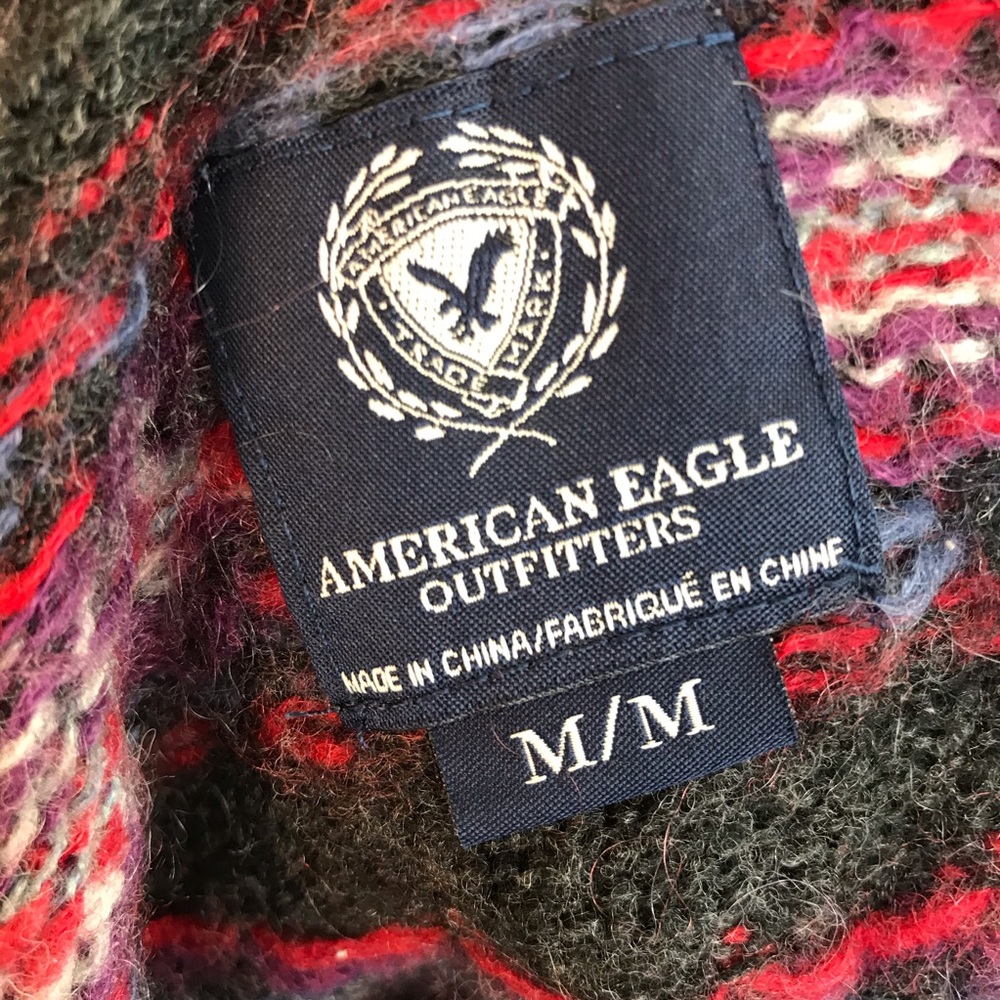 AMERICAN EAGLE
TRADE MARK
AMERICAN EAGLE
OUTFITTERS
MADE IN CHINA/FABRIQUÉ EN CHINE
M/M